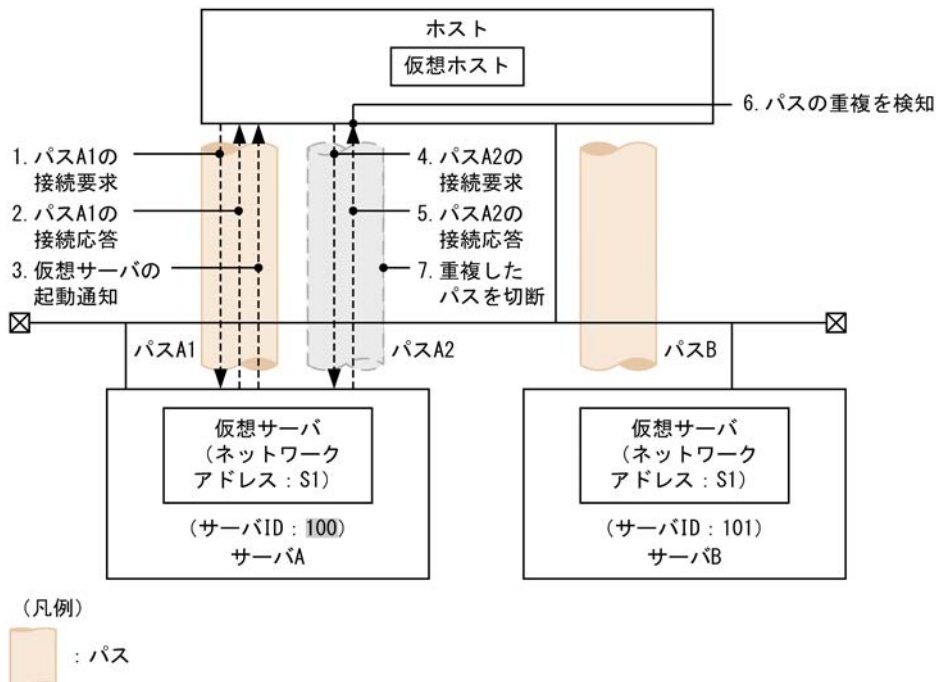 ホスト
仮想ホスト
6. パスの重複を検知
1. パスA1の
接続要求
2. パスA1の
接続応答
3. 仮想サーバの
起動通知
4. パスA2の
接続要求
5. パスA2の
接続応答
7. 重複した
パスを切断
パスA1
パスA2
パスB
仮想サーバ
(ネットワーク
アドレス:S1)
(サーバID:100)
サーバA
仮想サーバ
(ネットワーク
アドレス:S1)
(サーバID:101)
サーバB
(凡例)
:パス